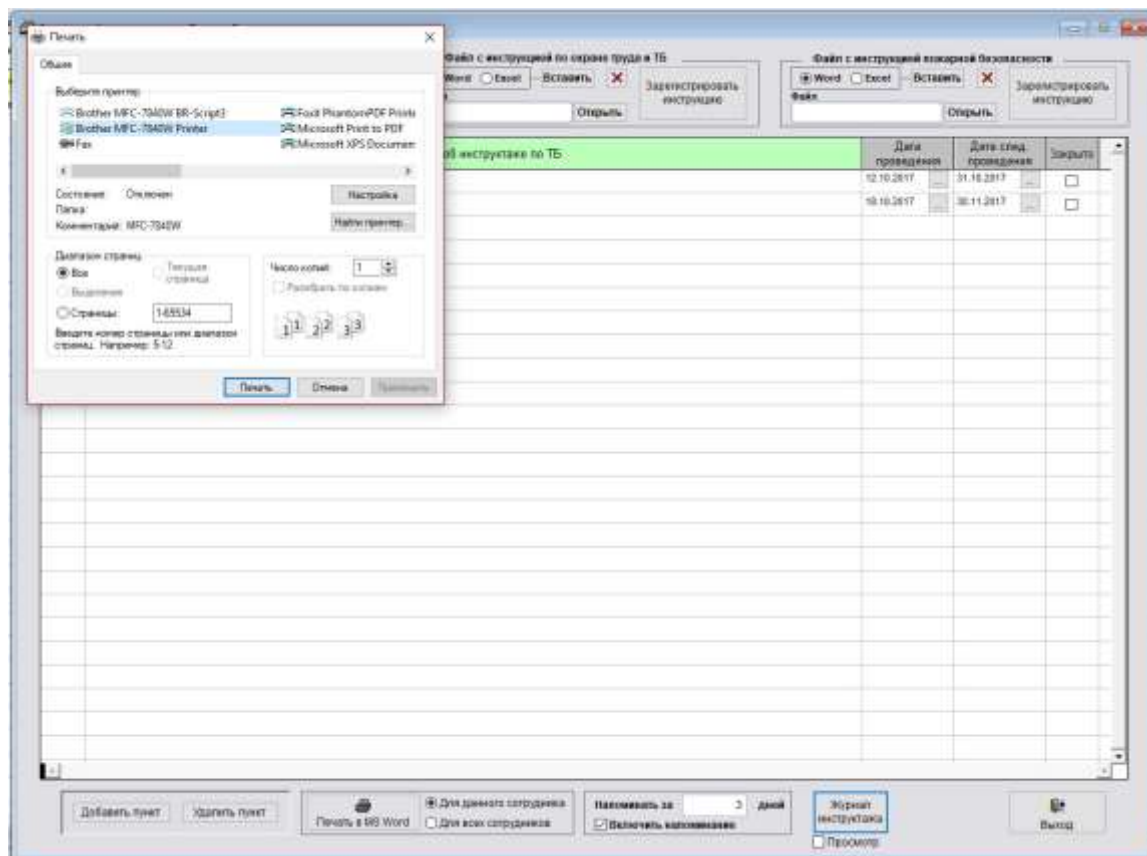 Печать
Общие
Выберите принтер
Brother MFC-7840W BR-Script3
Foxit PhantomPDF Printe
Brother MFC-7840W Printer
Microsoft Print to PDF
Fax
Microsoft XPS Documen
Состояние: Отключен
Настройка
Папка:
Комментарий: MFC-7840W
Найти принтер...
Диапазон страниц
Все
Текущая страница
Выделение
Страницы: 1-65534
Введите номер страницы или диапазон
страниц. Например: 5-12
Число копий: 1
Разобрать по копиям
11 22 33
Печать
Отмена
Применить
Файл с инструкцией по охране труда и ТБ
Word Excel Вставить
Зарегистрировать
инструкцию
Открыть
Файл с инструкцией пожарной безопасности
Word Excel Вставить
Зарегистрировать
инструкцию
Файл
Открыть
об инструктаже по ТБ
Дата
проведения
Дата след.
проведения
Закрыто
12.10.2017 ... 31.10.2017 ...
18.10.2017 ... 30.11.2017 ...
Добавить пункт
Удалить пункт
Печать в MS Word
Для данного сотрудника
Для всех сотрудников
Напоминать за 3 дней
Включить напоминание
Журнал
инструктажа
Просмотр
Выход